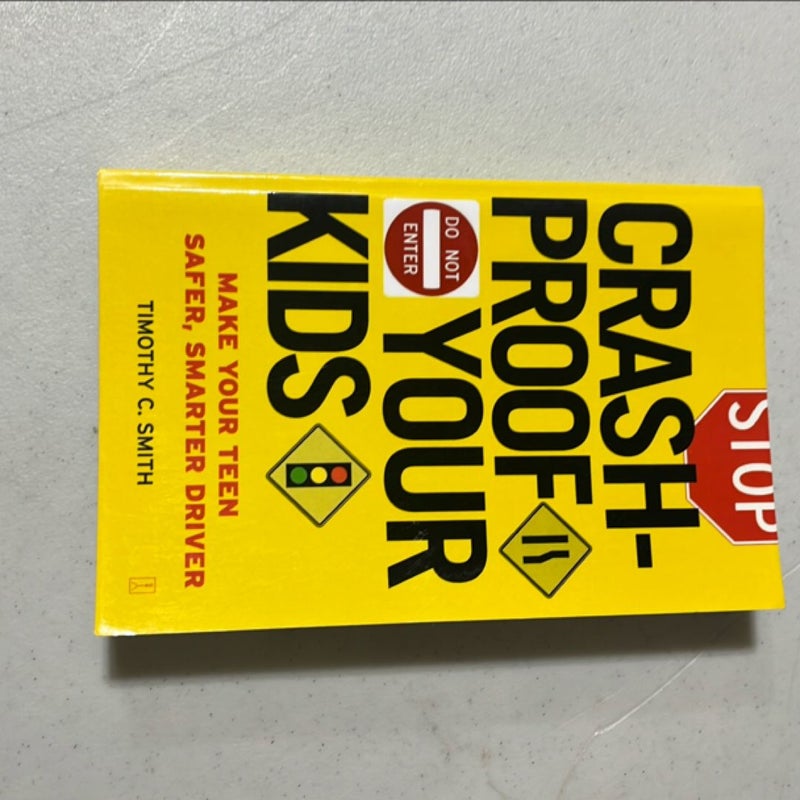 STOP
CRASH-
PROOF
DO NOT
ENTER
YOUR
KIDS
MAKE YOUR TEEN
SAFER, SMARTER DRIVER
TIMOTHY C. SMITH